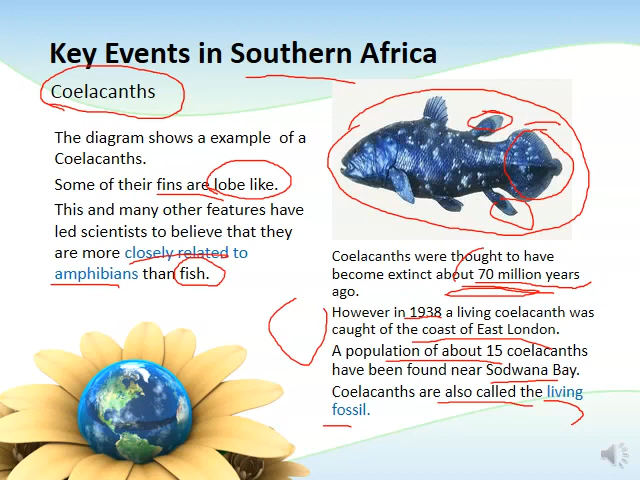 Key Events in Southern Africa
Coelacanths
The diagram shows a example of a
Coelacanths.
Some of their fins are lobe like.
This and many other features have
led scientists to believe that they
are more closely related to
amphibians than fish.
Coelacanths were thought to have
become extinct about 70 million years
ago.
However in 1938 a living coelacanth was
caught of the coast of East London.
A population of about 15 coelacanths
have been found near Sodwana Bay.
Coelacanths are also called the living
fossil.